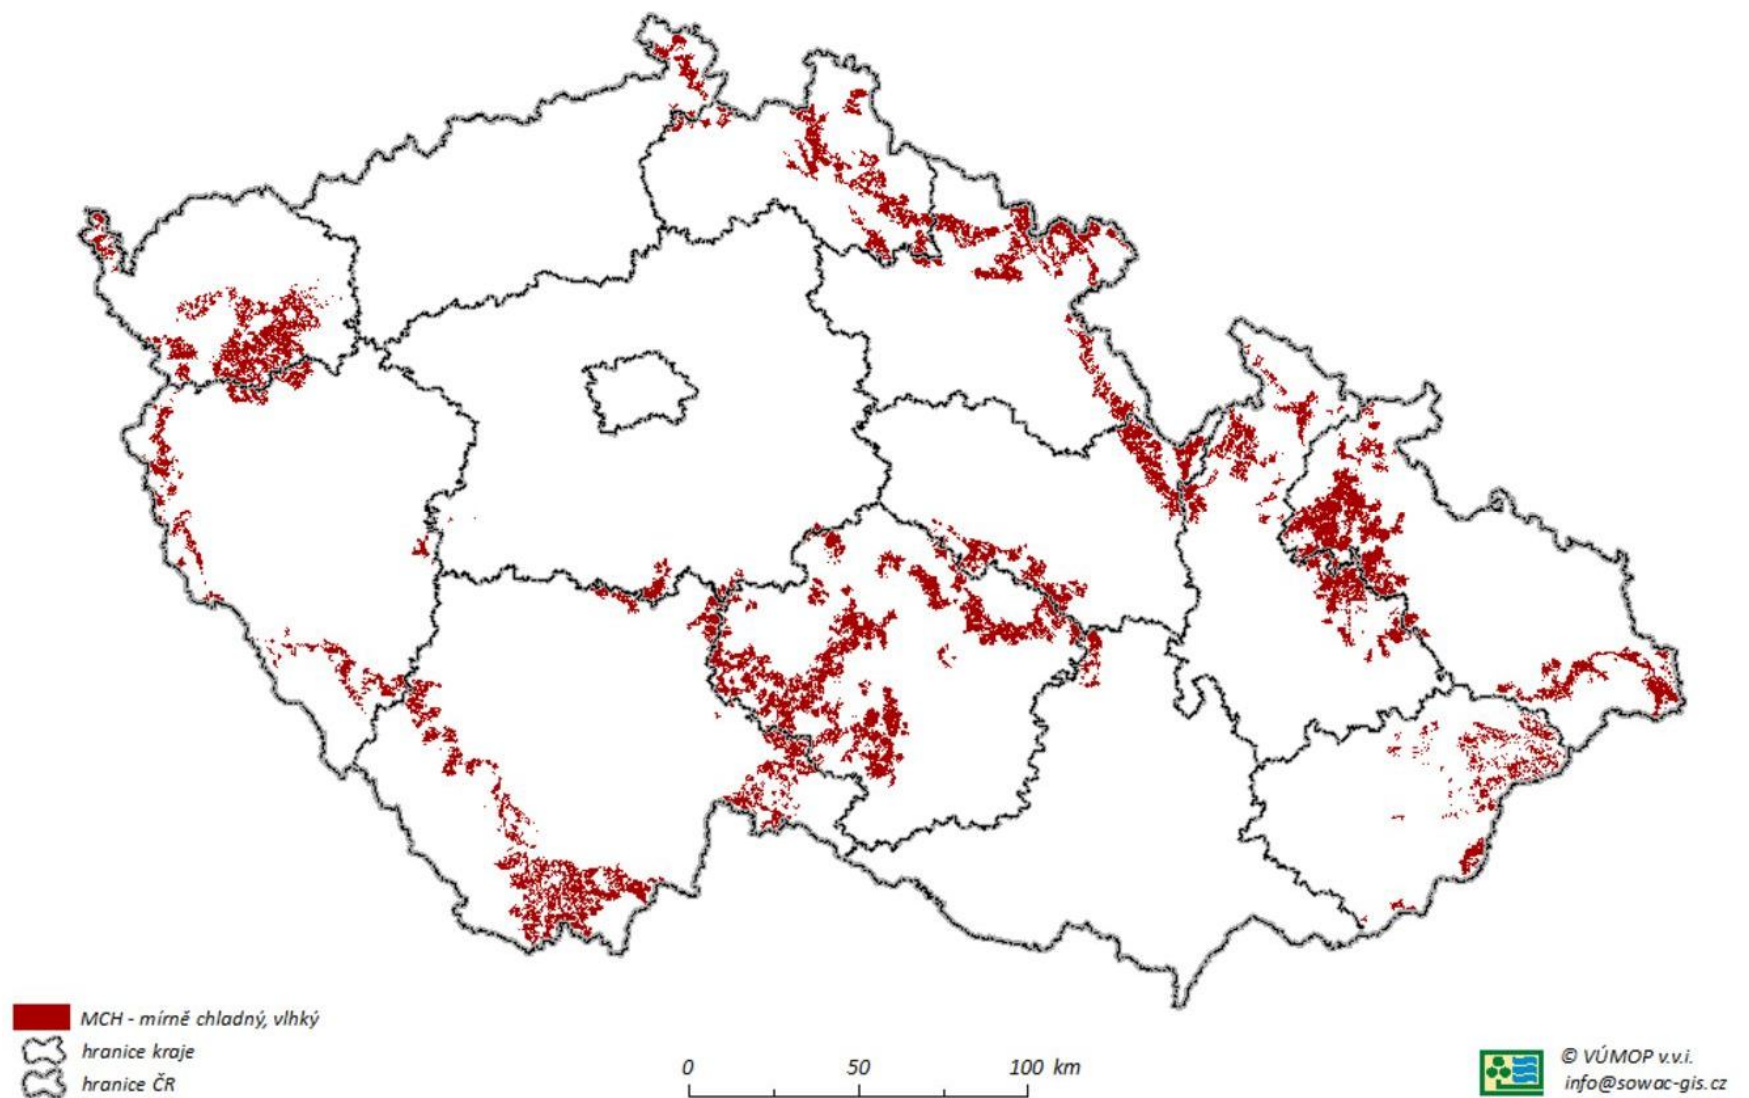 MCH - mírně chladný, vlhký
hranice kraje
hranice ČR
0 50 100 km
© VÚMOP v.v.i.
info@sowac-gis.cz